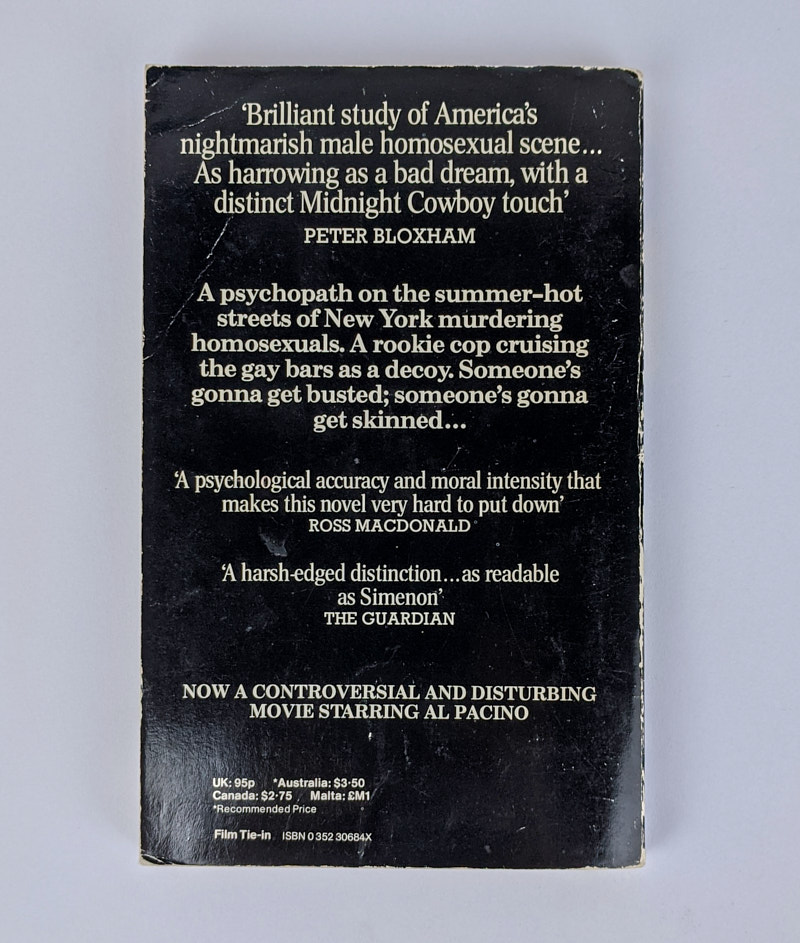 ‘Brilliant study of America’s
nightmarish male homosexual scene...
As harrowing as a bad dream, with a
distinct Midnight Cowboy touch’
PETER BLOXHAM
A psychopath on the summer-hot
streets of New York murdering
homosexuals. A rookie cop cruising
the gay bars as a decoy. Someone’s
gonna get busted; someone’s gonna
get skinned...
‘A psychological accuracy and moral intensity that
makes this novel very hard to put down’
ROSS MACDONALD
‘A harsh-edged distinction...as readable
as Simenon’
THE GUARDIAN
NOW A CONTROVERSIAL AND DISTURBING
MOVIE STARRING AL PACINO
UK: 95p *Australia: $3·50
Canada: $2·75 Malta: £M1
*Recommended Price
Film Tie-in ISBN 0 352 30684X